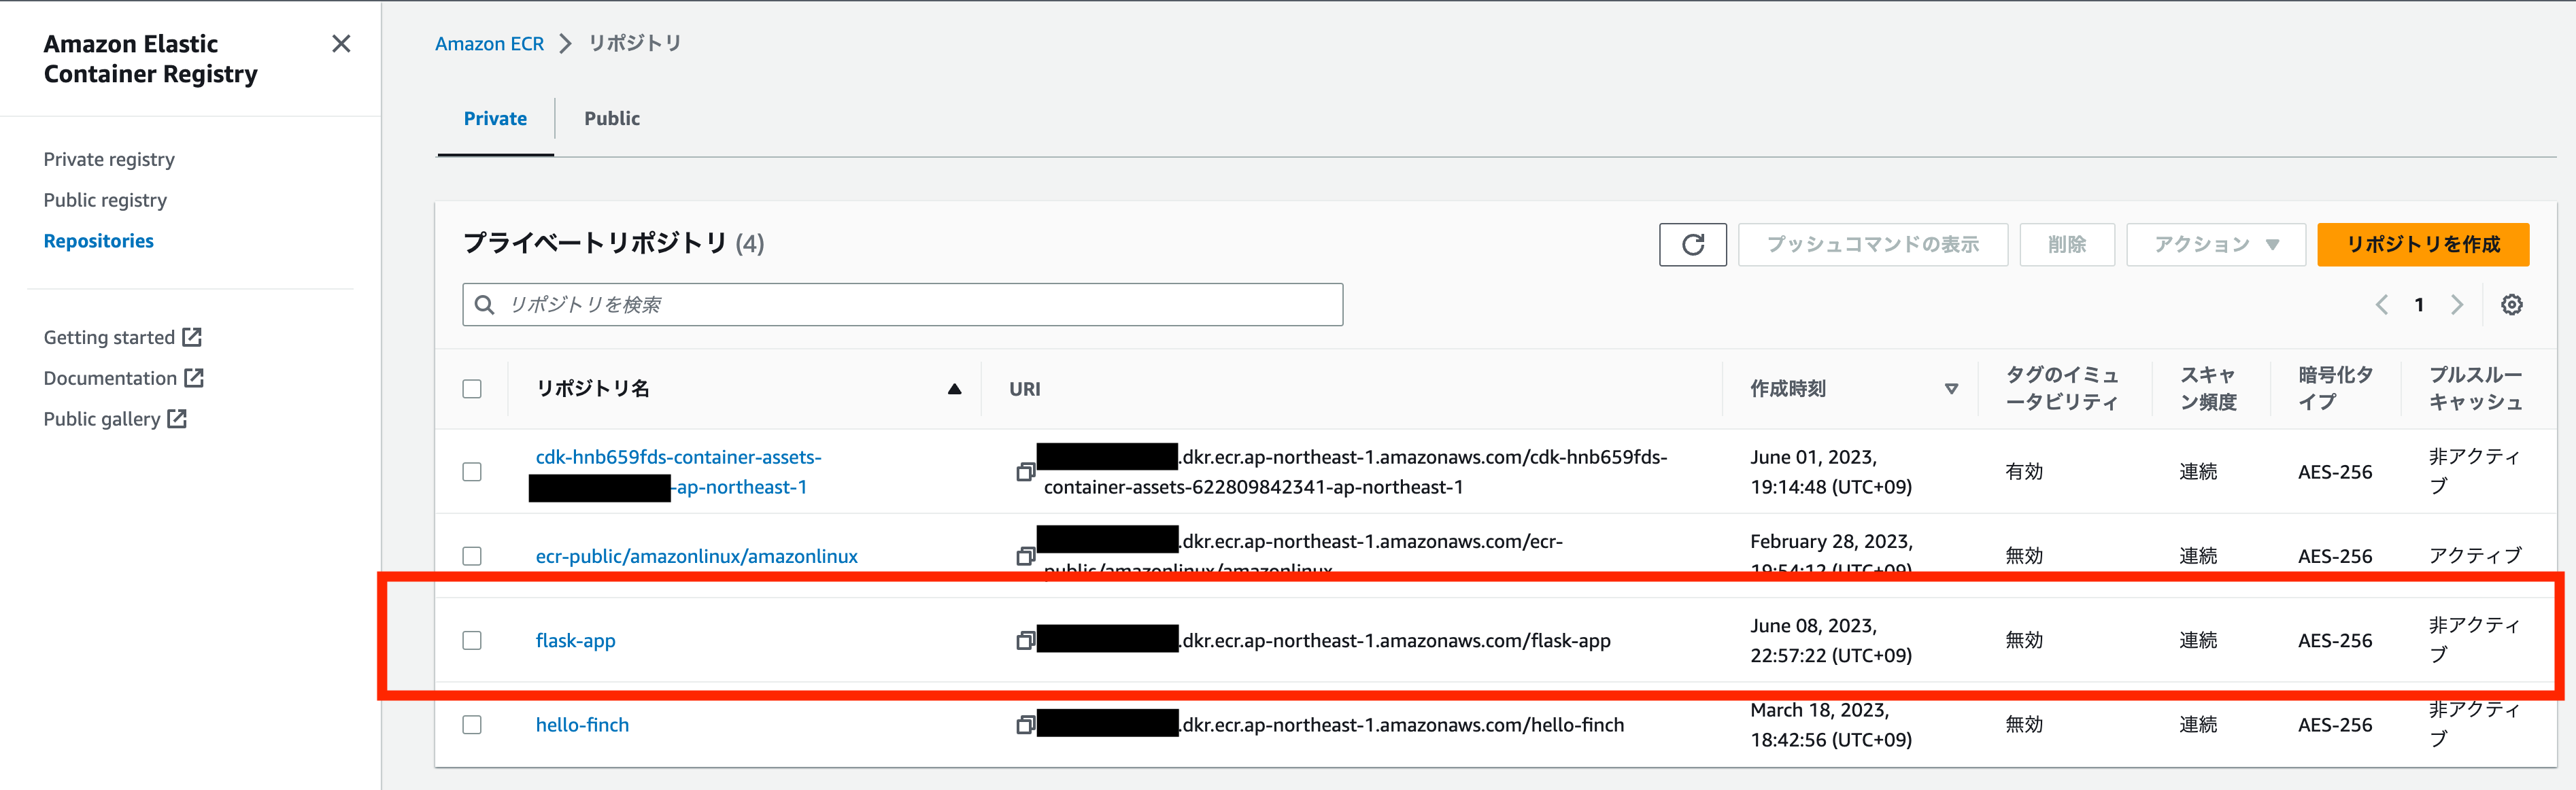 Amazon Elastic
Container Registry
Private registry
Public registry
Repositories
Getting started
Documentation
Public gallery
Amazon ECR > リポジトリ
Private
Public
プライベートリポジトリ (4)
プッシュコマンドの表示
削除
アクション
リポジトリを作成
リポジトリを検索
1
リポジトリ名
URI
作成時刻
タグのイミュ
ータビリティ
スキャ
ン頻度
暗号化タ
イプ
プルスルー
キャッシュ
cdk-hnb659fds-container-assets-
-ap-northeast-1
.dkr.ecr.ap-northeast-1.amazonaws.com/cdk-hnb659fds-
container-assets-622809842341-ap-northeast-1
June 01, 2023,
19:14:48 (UTC+09)
有効
連続
AES-256
非アクティ
ブ
ecr-public/amazonlinux/amazonlinux
.dkr.ecr.ap-northeast-1.amazonaws.com/ecr-
public/amazonlinux/amazonlinux
February 28, 2023,
19:54:12 (UTC+09)
無効
連続
AES-256
アクティブ
flask-app
.dkr.ecr.ap-northeast-1.amazonaws.com/flask-app
June 08, 2023,
22:57:22 (UTC+09)
無効
連続
AES-256
非アクティ
ブ
hello-finch
.dkr.ecr.ap-northeast-1.amazonaws.com/hello-finch
March 18, 2023,
18:42:56 (UTC+09)
無効
連続
AES-256
非アクティ
ブ